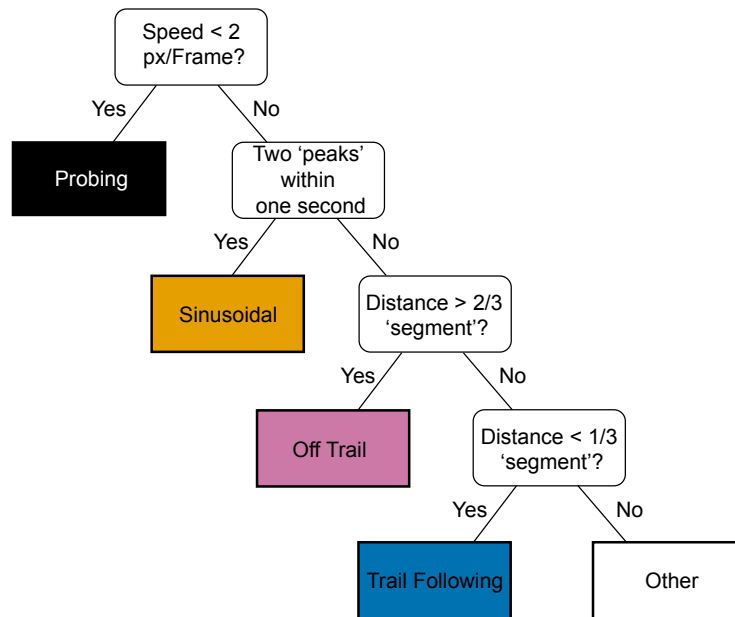 Speed < 2
px/Frame?
Yes
No
Probing
Two ‘peaks’
within
one second
Yes
No
Sinusoidal
Distance > 2/3
‘segment’?
Yes
No
Off Trail
Distance < 1/3
‘segment’?
Yes
No
Trail Following
Other